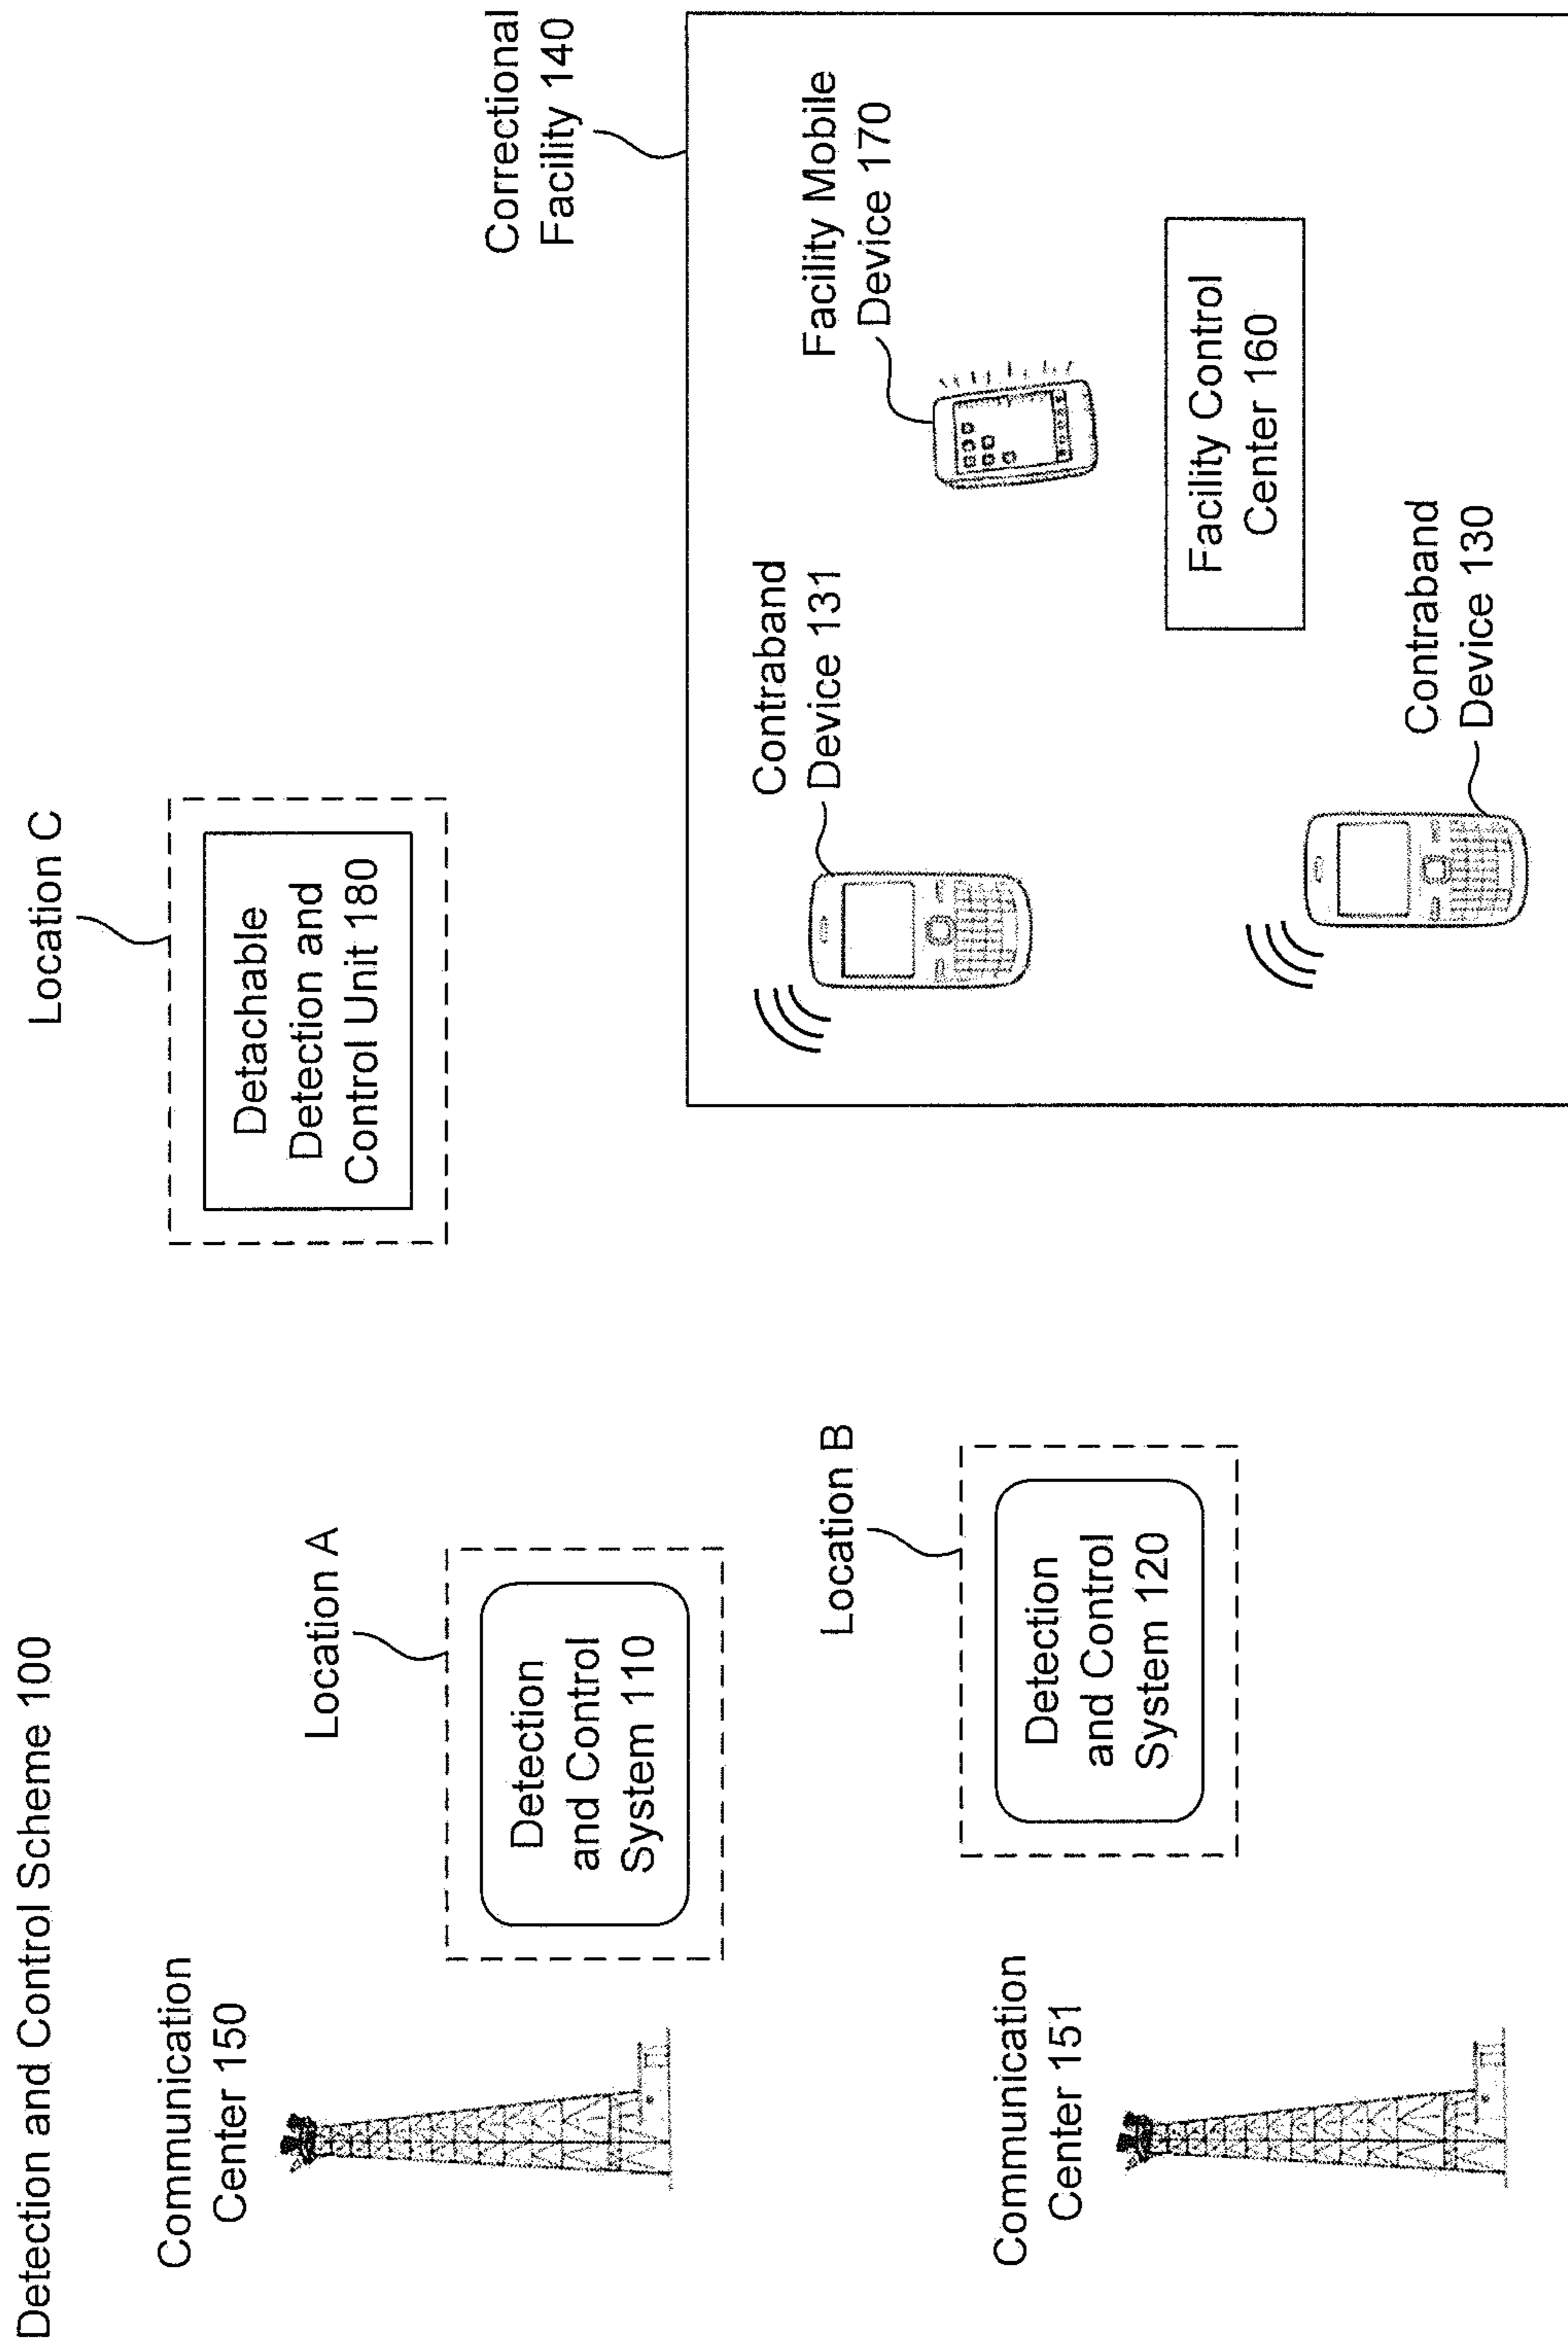 Detection and Control Scheme 100
Communication
Center 150
Location A
Detection
and Control
System 110
Location C
Detachable
Detection and
Control Unit 180
Correctional
Facility 140
Communication
Center 151
Location B
Detection
and Control
System 120
Contraband
Device 131
Facility Mobile
Device 170
Facility Control
Center 160
Contraband
Device 130